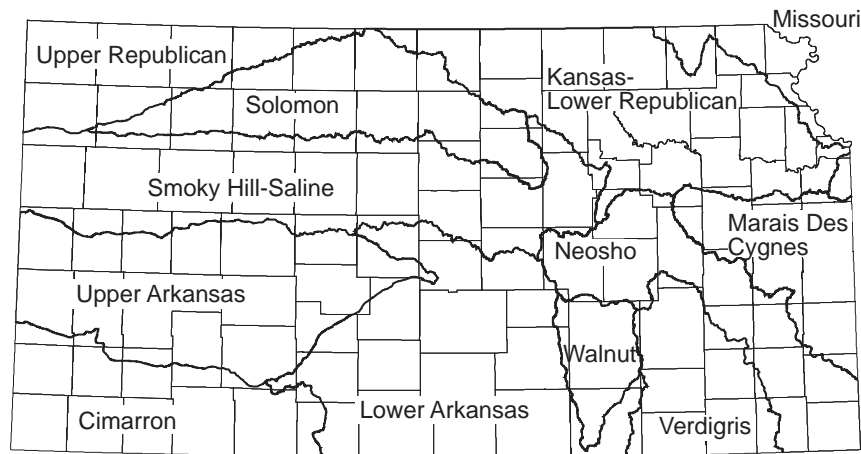 Missouri
Upper Republican
Kansas-
Lower Republican
Solomon
Smoky Hill-Saline
Marais Des
Cygnes
Neosho
Upper Arkansas
Walnut
Lower Arkansas
Cimarron
Verdigris